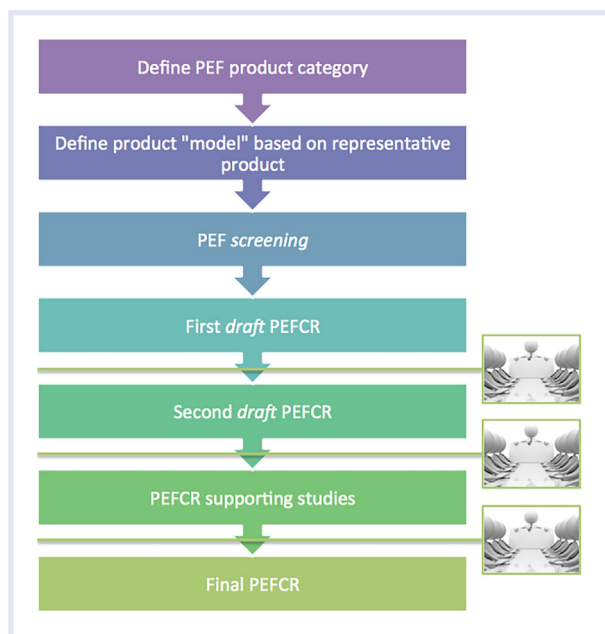 Define PEF product category
Define product "model" based on representative
product
PEF screening
First draft PEFCR
Second draft PEFCR
PEFCR supporting studies
Final PEFCR